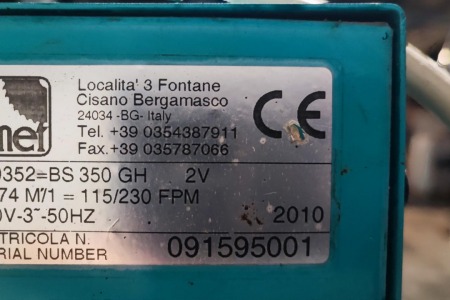 mef
Localita' 3 Fontane
Cisano Bergamasco
24034 -BG- Italy
Tel. +39 0354387911
Fax.+39 035787066
CE
0352=BS 350 GH 2V
74 M'/1 = 115/230 FPM
0V-3~-50HZ
2010
TRICOLA N.
RIAL NUMBER
091595001